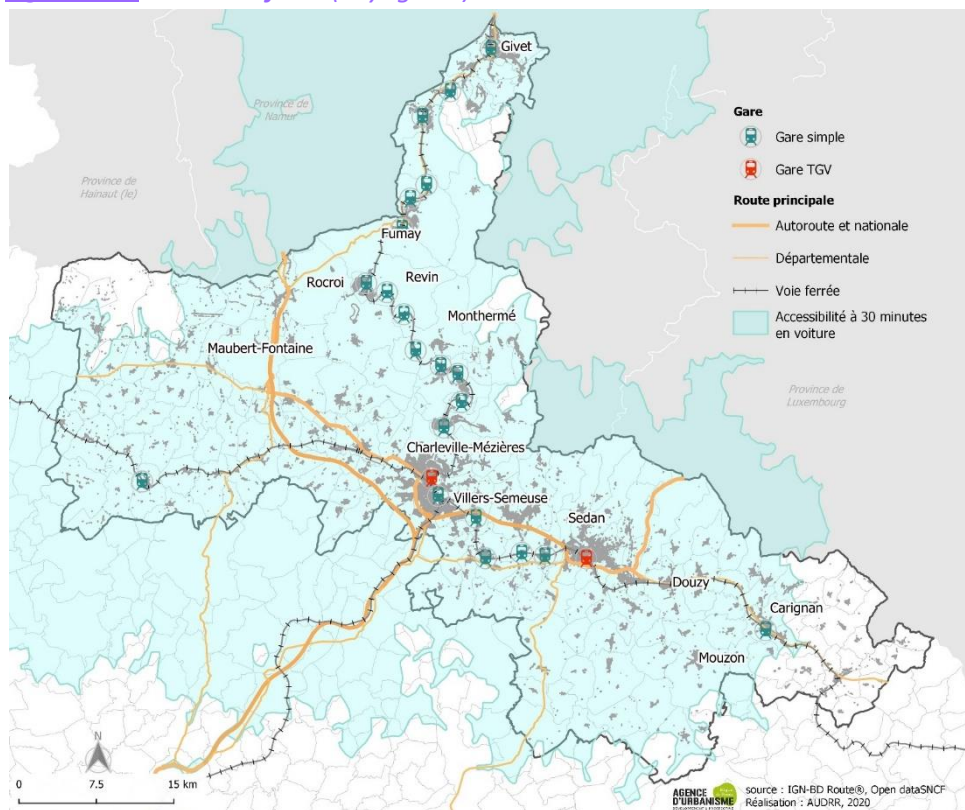 Givet
Province de
Namur
Province de
Hainaut (le)
Fumay
Rocroi
Revin
Monthermé
Maubert-Fontaine
Province de
Luxembourg
Charleville-Mézières
Villers-Semeuse
Sedan
Douzy
Carignan
Mouzon
Gare
Gare simple
Gare TGV
Route principale
Autoroute et nationale
Départementale
Voie ferrée
Accessibilité à 30 minutes
en voiture
N
0 7.5 15 km
AGENCE
D'URBANISME
source : IGN-BD Route®, Open dataSNCF
Réalisation : AUDRR, 2020